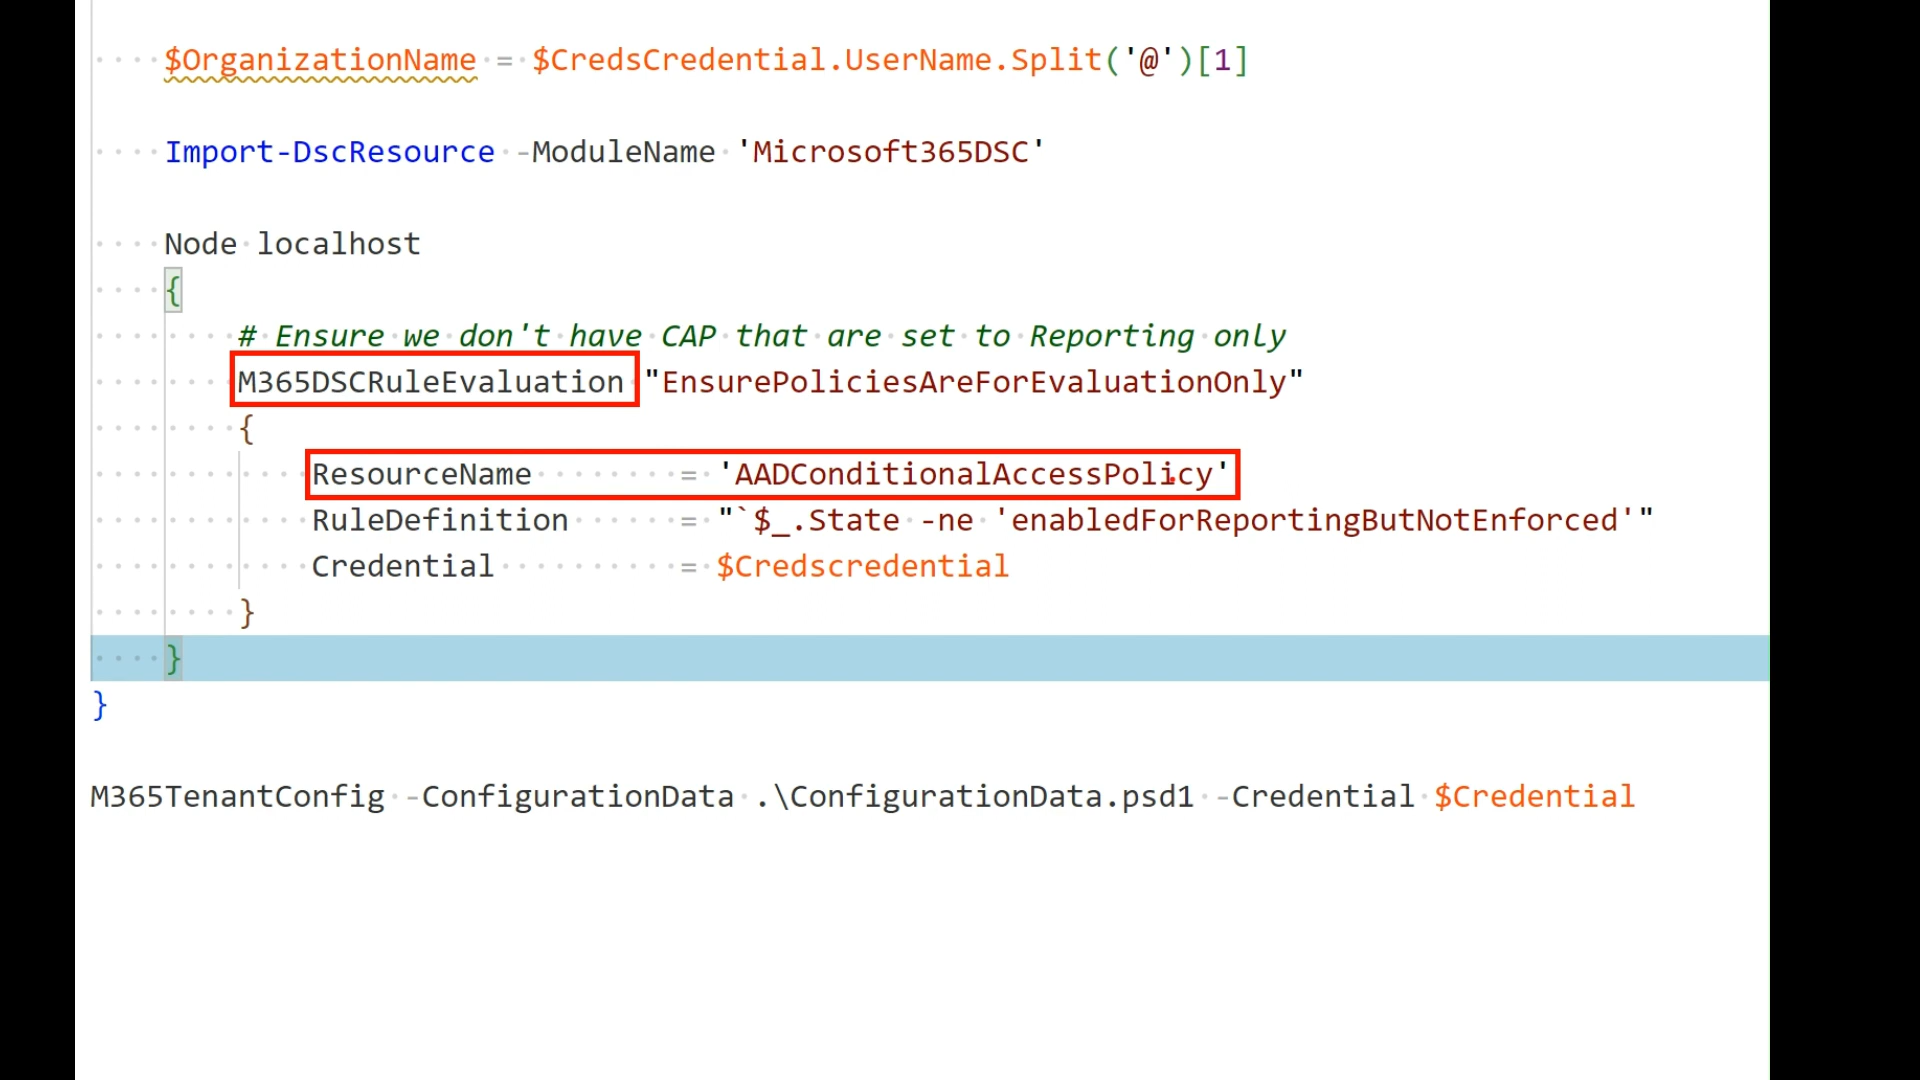 $OrganizationName = $CredsCredential.UserName.Split('@')[1]
Import-DscResource -ModuleName 'Microsoft365DSC'
Node localhost
{
# Ensure we don't have CAP that are set to Reporting only
M365DSCRuleEvaluation "EnsurePoliciesAreForEvaluationOnly"
{
ResourceName = 'AADConditionalAccessPolicy'
RuleDefinition = "`$_.State -ne 'enabledForReportingButNotEnforced'"
Credential = $Credscredential
}
}
}
M365TenantConfig -ConfigurationData .\ConfigurationData.psd1 -Credential $Credential